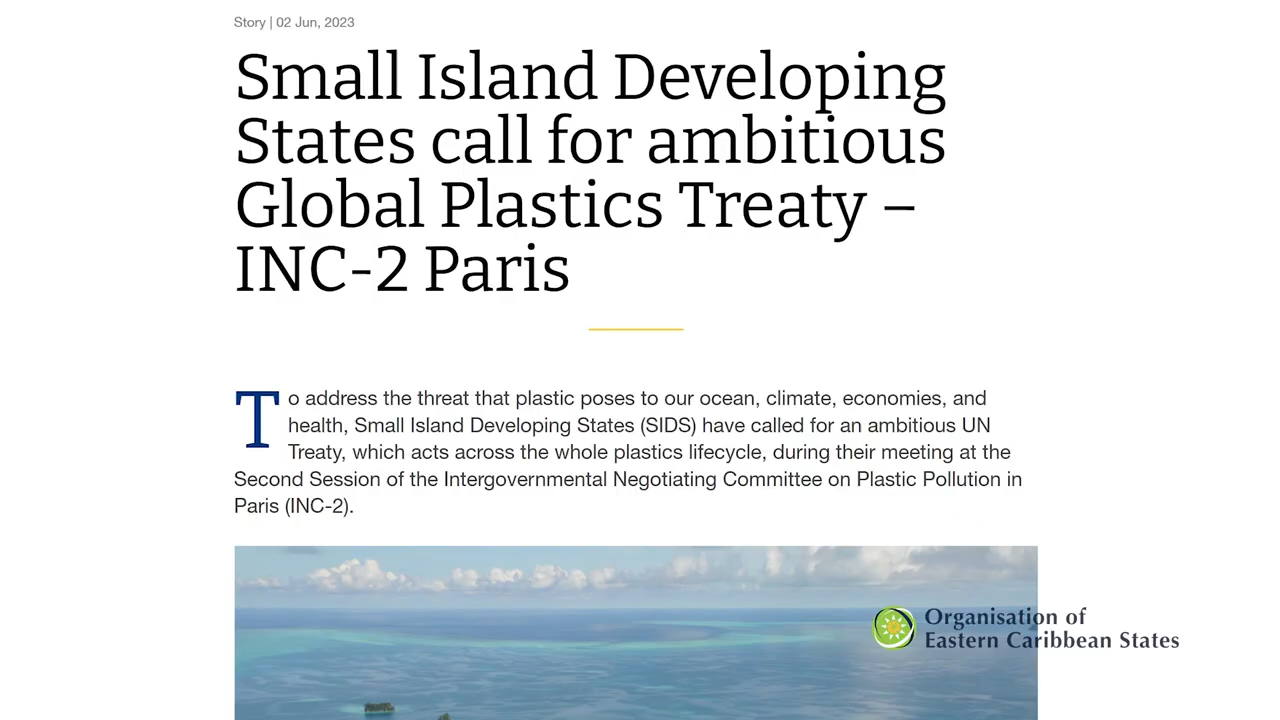 Story | 02 Jun, 2023
Small Island Developing
States call for ambitious
Global Plastics Treaty –
INC-2 Paris
To address the threat that plastic poses to our ocean, climate, economies, and
health, Small Island Developing States (SIDS) have called for an ambitious UN
Treaty, which acts across the whole plastics lifecycle, during their meeting at the
Second Session of the Intergovernmental Negotiating Committee on Plastic Pollution in
Paris (INC-2).
Organisation of
Eastern Caribbean States